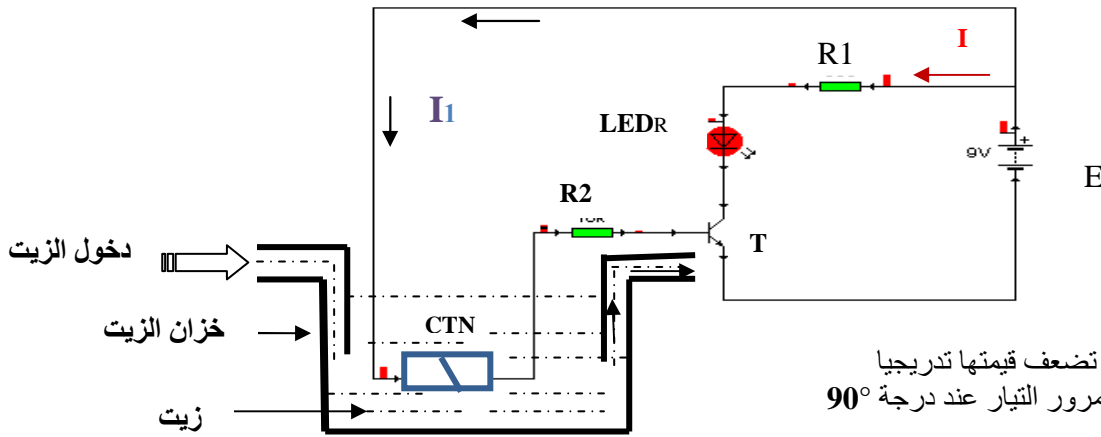 I
R1
I1
LEDR
9V
+
E
R2
T
دخول الزيت
خزان الزيت
CTN
زيت
تضعف قيمتها تدريجيا
مرور التيار عند درجة 90°